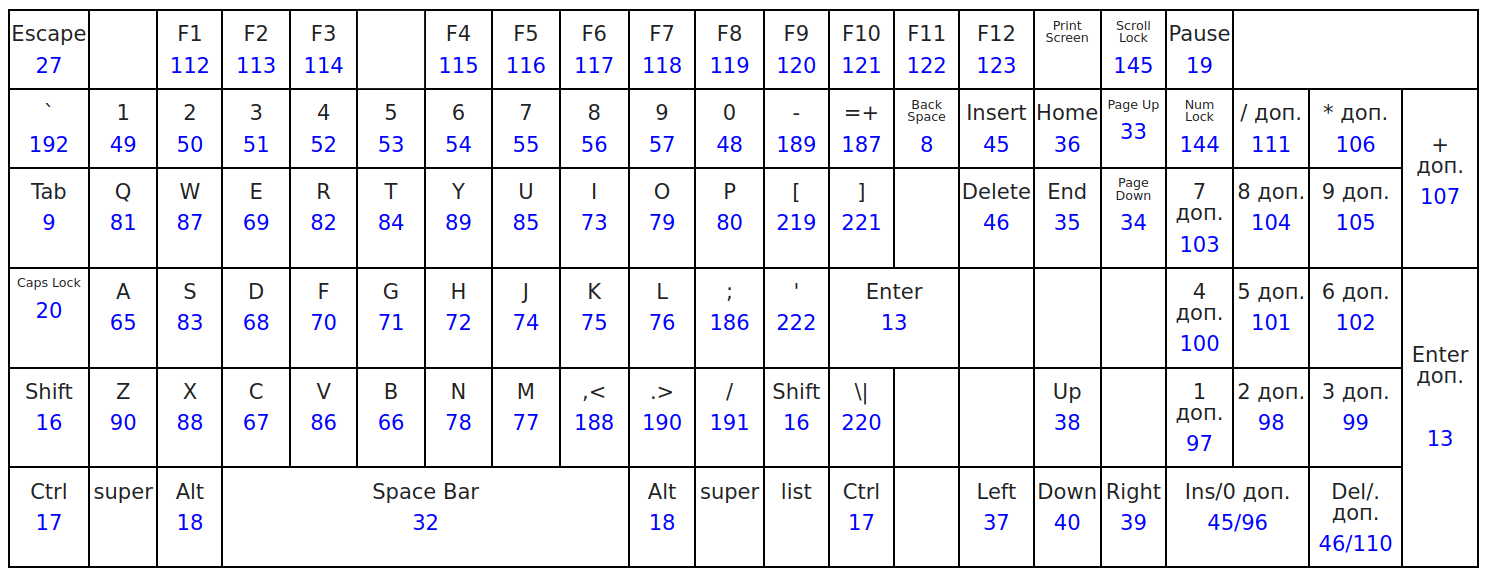 Escape F1 F2 F3 F4 F5 F6 F7 F8 F9 F10 F11 F12 Print Screen Scroll Lock Pause
27 112 113 114 115 116 117 118 119 120 121 122 123 145 19
` 1 2 3 4 5 6 7 8 9 0 - =+ Back Space Insert Home Page Up Num Lock / доп. * доп. + доп.
192 49 50 51 52 53 54 55 56 57 48 189 187 8 45 36 33 144 111 106 107
Tab Q W E R T Y U I O P [ ] Delete End Page Down 7 доп. 8 доп. 9 доп.
9 81 87 69 82 84 89 85 73 79 80 219 221 46 35 34 103 104 105
Caps Lock A S D F G H J K L ; ' Enter 4 доп. 5 доп. 6 доп. Enter доп.
20 65 83 68 70 71 72 74 75 76 186 222 13 100 101 102 13
Shift Z X C V B N M ,< .> / Shift \| Up 1 доп. 2 доп. 3 доп.
16 90 88 67 86 66 78 77 188 190 191 16 220 38 97 98 99
Ctrl super Alt Space Bar Alt super list Ctrl Left Down Right Ins/0 доп. Del/. доп.
17 18 32 18 17 37 40 39 45/96 46/110